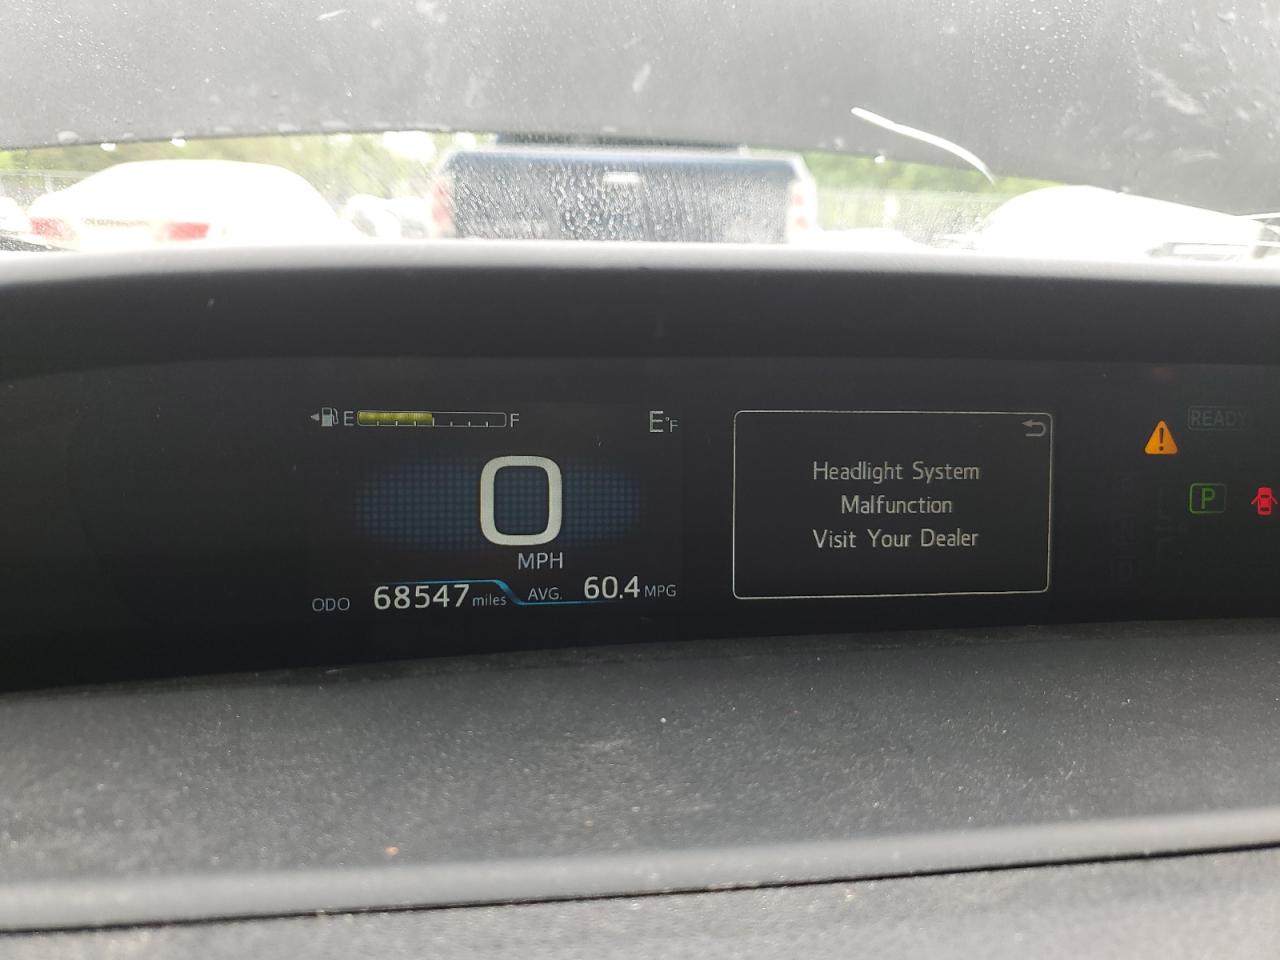 E F
E°F
0
MPH
ODO 68547 miles AVG. 60.4 MPG
Headlight System
Malfunction
Visit Your Dealer
READY
P